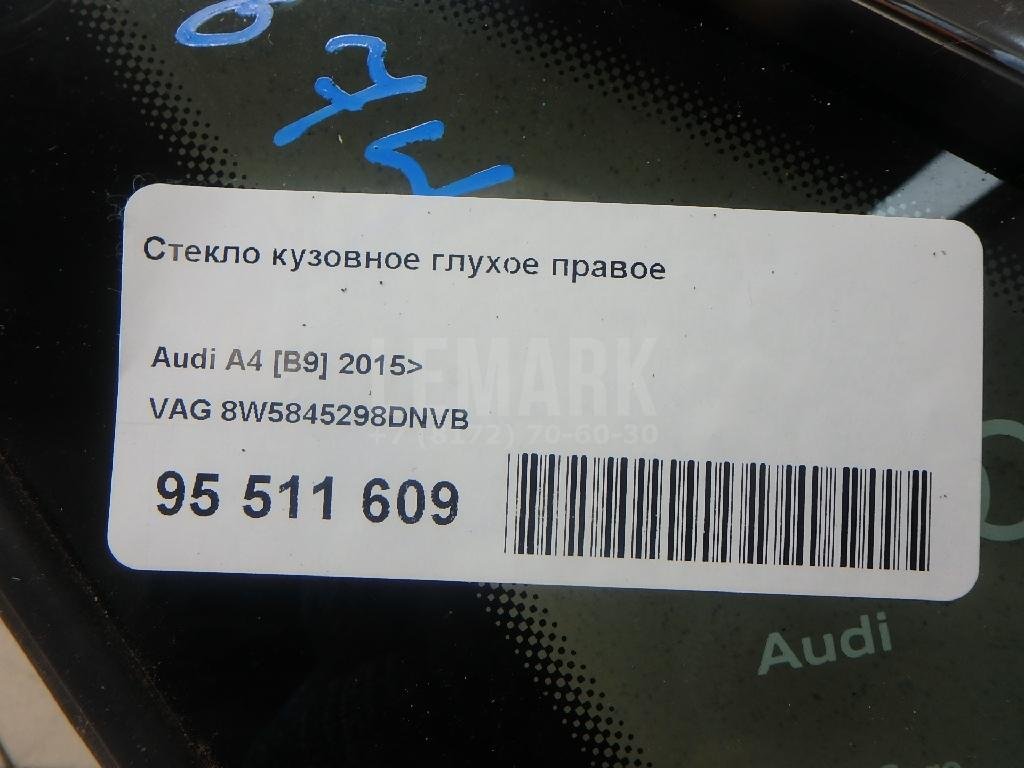 Стекло кузовное глухое правое
Audi A4 [B9] 2015>
LEMARK
VAG 8W5845298DNVB
+7 (8172) 70-60-30
95 511 609
Audi